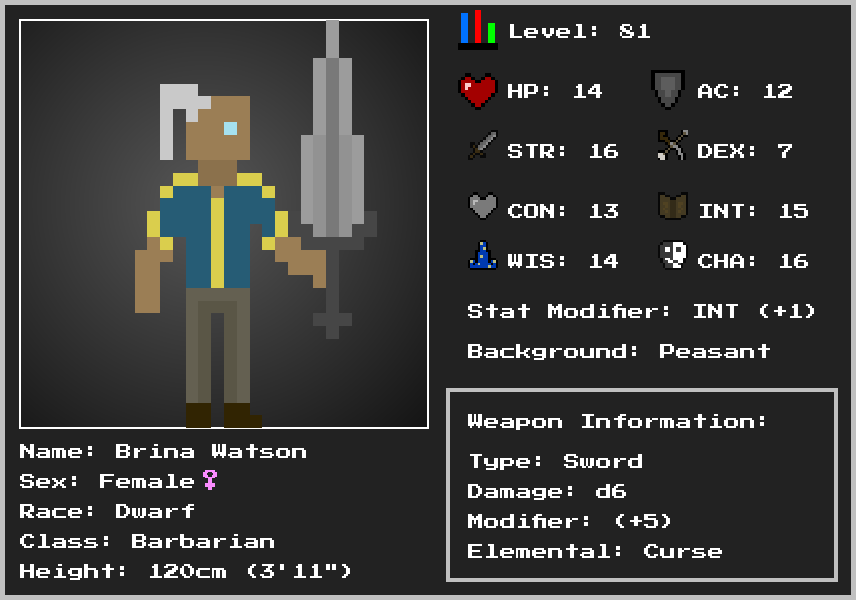 Level: 81
HP: 14 AC: 12
STR: 16 DEX: 7
CON: 13 INT: 15
WIS: 14 CHA: 16
Stat Modifier: INT (+1)
Background: Peasant
Weapon Information:
Type: Sword
Damage: d6
Modifier: (+5)
Elemental: Curse
Name: Brina Watson
Sex: Female♀
Race: Dwarf
Class: Barbarian
Height: 120cm (3'11")